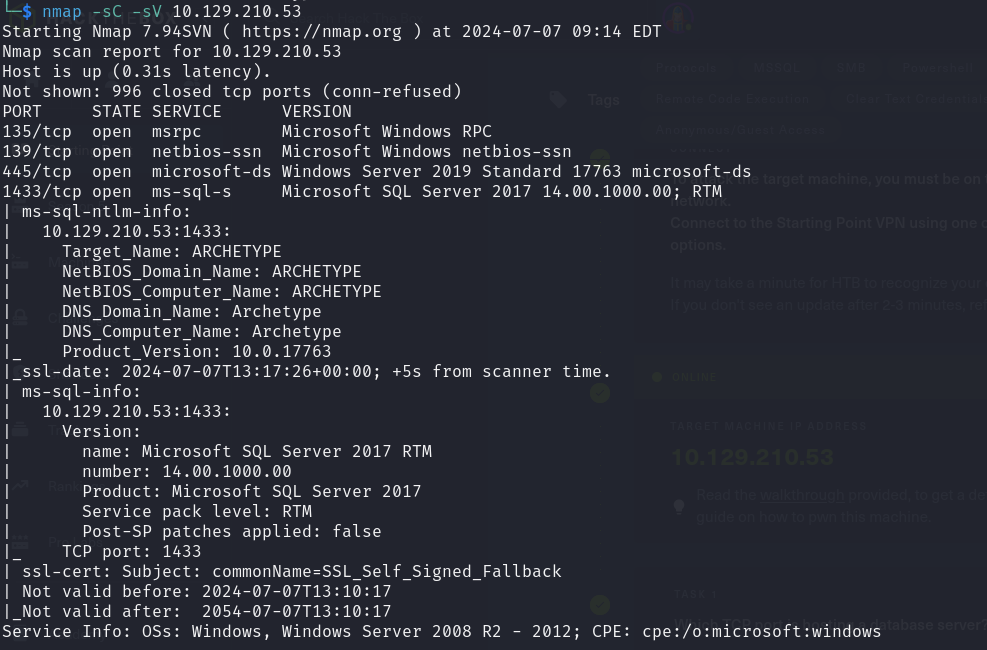 └─$ nmap -sC -sV 10.129.210.53
Starting Nmap 7.94SVN ( https://nmap.org ) at 2024-07-07 09:14 EDT
Nmap scan report for 10.129.210.53
Host is up (0.31s latency).
Not shown: 996 closed tcp ports (conn-refused)
PORT     STATE SERVICE      VERSION
135/tcp  open  msrpc        Microsoft Windows RPC
139/tcp  open  netbios-ssn  Microsoft Windows netbios-ssn
445/tcp  open  microsoft-ds Windows Server 2019 Standard 17763 microsoft-ds
1433/tcp open  ms-sql-s     Microsoft SQL Server 2017 14.00.1000.00; RTM
| ms-sql-ntlm-info:
|   10.129.210.53:1433:
|     Target_Name: ARCHETYPE
|     NetBIOS_Domain_Name: ARCHETYPE
|     NetBIOS_Computer_Name: ARCHETYPE
|     DNS_Domain_Name: Archetype
|     DNS_Computer_Name: Archetype
|_    Product_Version: 10.0.17763
|_ssl-date: 2024-07-07T13:17:26+00:00; +5s from scanner time.
| ms-sql-info:
|   10.129.210.53:1433:
|     Version:
|       name: Microsoft SQL Server 2017 RTM
|       number: 14.00.1000.00
|       Product: Microsoft SQL Server 2017
|       Service pack level: RTM
|       Post-SP patches applied: false
|_    TCP port: 1433
| ssl-cert: Subject: commonName=SSL_Self_Signed_Fallback
| Not valid before: 2024-07-07T13:10:17
|_Not valid after:  2054-07-07T13:10:17
Service Info: OSs: Windows, Windows Server 2008 R2 - 2012; CPE: cpe:/o:microsoft:windows
Protocols MSSQL SMB Powershell
Tags
Remote Code Execution
Anonymous/Guest Access
the target machine, you must be on
network.
Connect to the Starting Point VPN using one
options.
It may take a minute for HTB to recognize your
If you don't see an update after 2-3 minutes,
ONLINE
TARGET MACHINE IP ADDRESS
10.129.210.53
Read the walkthrough provided, to get a
guide on how to pwn this machine.
TASK 1
Which TCP port is hosting a database server?